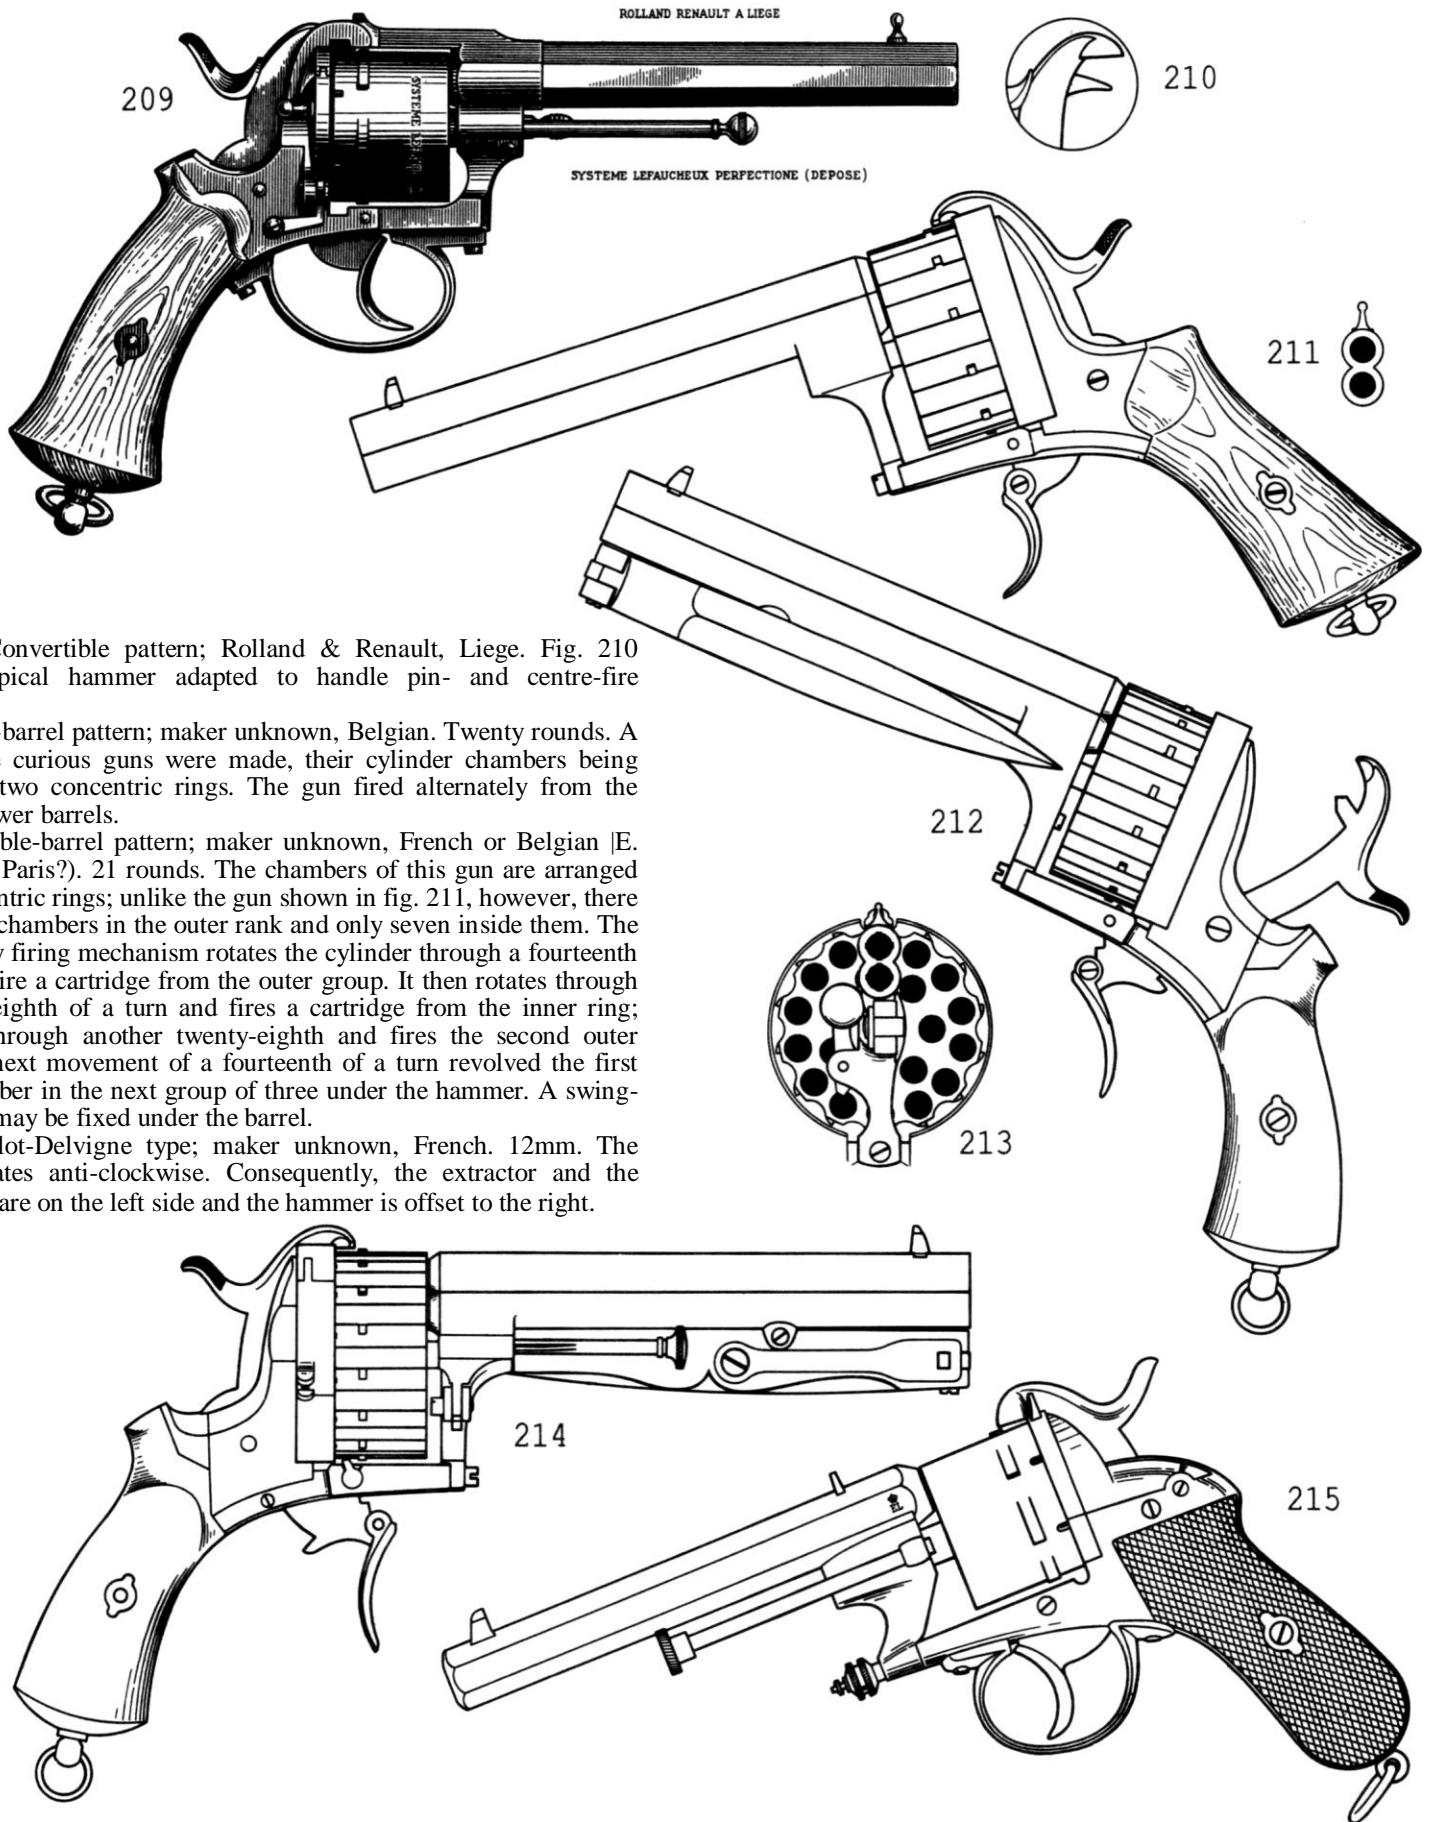 ROLLAND RENAULT A LIEGE
209
210
SYSTEME
SYSTEME LEFAUCHEUX PERFECTIONE (DEPOSE)
211
Convertible pattern; Rolland & Renault, Liege. Fig. 210
pical hammer adapted to handle pin- and centre-fire
-barrel pattern; maker unknown, Belgian. Twenty rounds. A
e curious guns were made, their cylinder chambers being
two concentric rings. The gun fired alternately from the
wer barrels.
ble-barrel pattern; maker unknown, French or Belgian |E.
Paris?). 21 rounds. The chambers of this gun are arranged
ntric rings; unlike the gun shown in fig. 211, however, there
chambers in the outer rank and only seven inside them. The
y firing mechanism rotates the cylinder through a fourteenth
ire a cartridge from the outer group. It then rotates through
eighth of a turn and fires a cartridge from the inner ring;
hrough another twenty-eighth and fires the second outer
next movement of a fourteenth of a turn revolved the first
ber in the next group of three under the hammer. A swing-
may be fixed under the barrel.
lot-Delvigne type; maker unknown, French. 12mm. The
ates anti-clockwise. Consequently, the extractor and the
are on the left side and the hammer is offset to the right.
212
213
214
EL
215